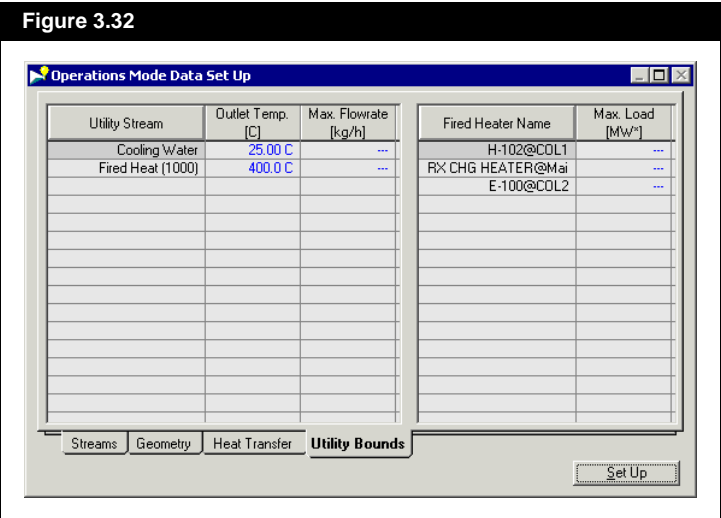 Figure 3.32
Operations Mode Data Set Up
Utility Stream Outlet Temp. [C] Max. Flowrate [kg/h]
Cooling Water 25.00 C ---
Fired Heat (1000) 400.0 C ---
Fired Heater Name Max. Load [MW*]
H-102@COL1 ---
RX CHG HEATER@Mai ---
E-100@COL2 ---
Streams Geometry Heat Transfer Utility Bounds
Set Up